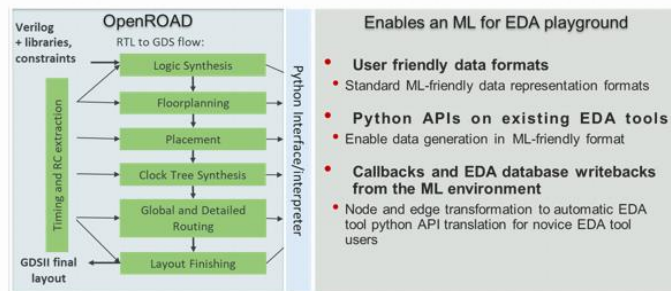 OpenROAD
Verilog
+ libraries,
constraints
RTL to GDS flow:
Logic Synthesis
Floorplanning
Placement
Clock Tree Synthesis
Global and Detailed
Routing
Layout Finishing
Timing and RC extraction
GDSII final
layout
Python Interface/interpreter
Enables an ML for EDA playground
• User friendly data formats
• Standard ML-friendly data representation formats
• Python APIs on existing EDA tools
• Enable data generation in ML-friendly format
• Callbacks and EDA database writebacks
from the ML environment
• Node and edge transformation to automatic EDA
tool python API translation for novice EDA tool
users